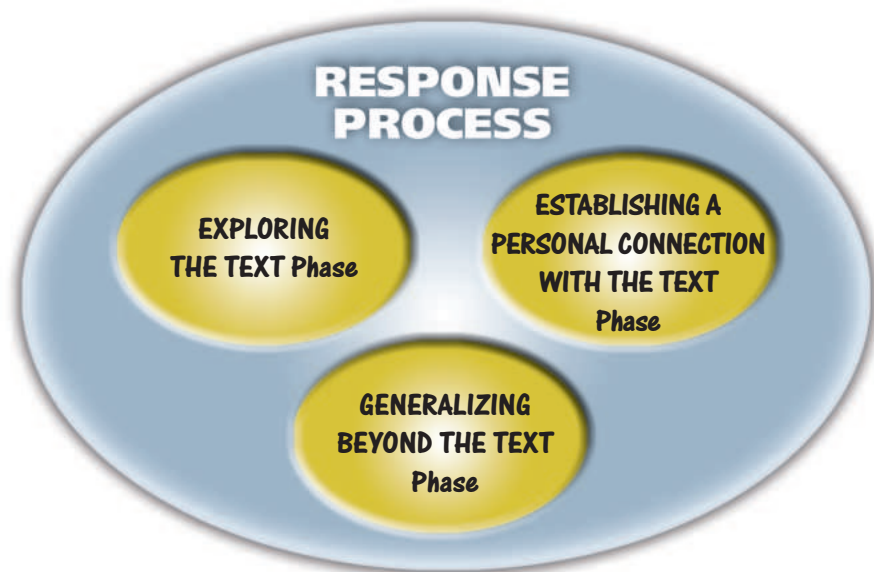 RESPONSE
PROCESS
EXPLORING
THE TEXT Phase
ESTABLISHING A
PERSONAL CONNECTION
WITH THE TEXT
Phase
GENERALIZING
BEYOND THE TEXT
Phase